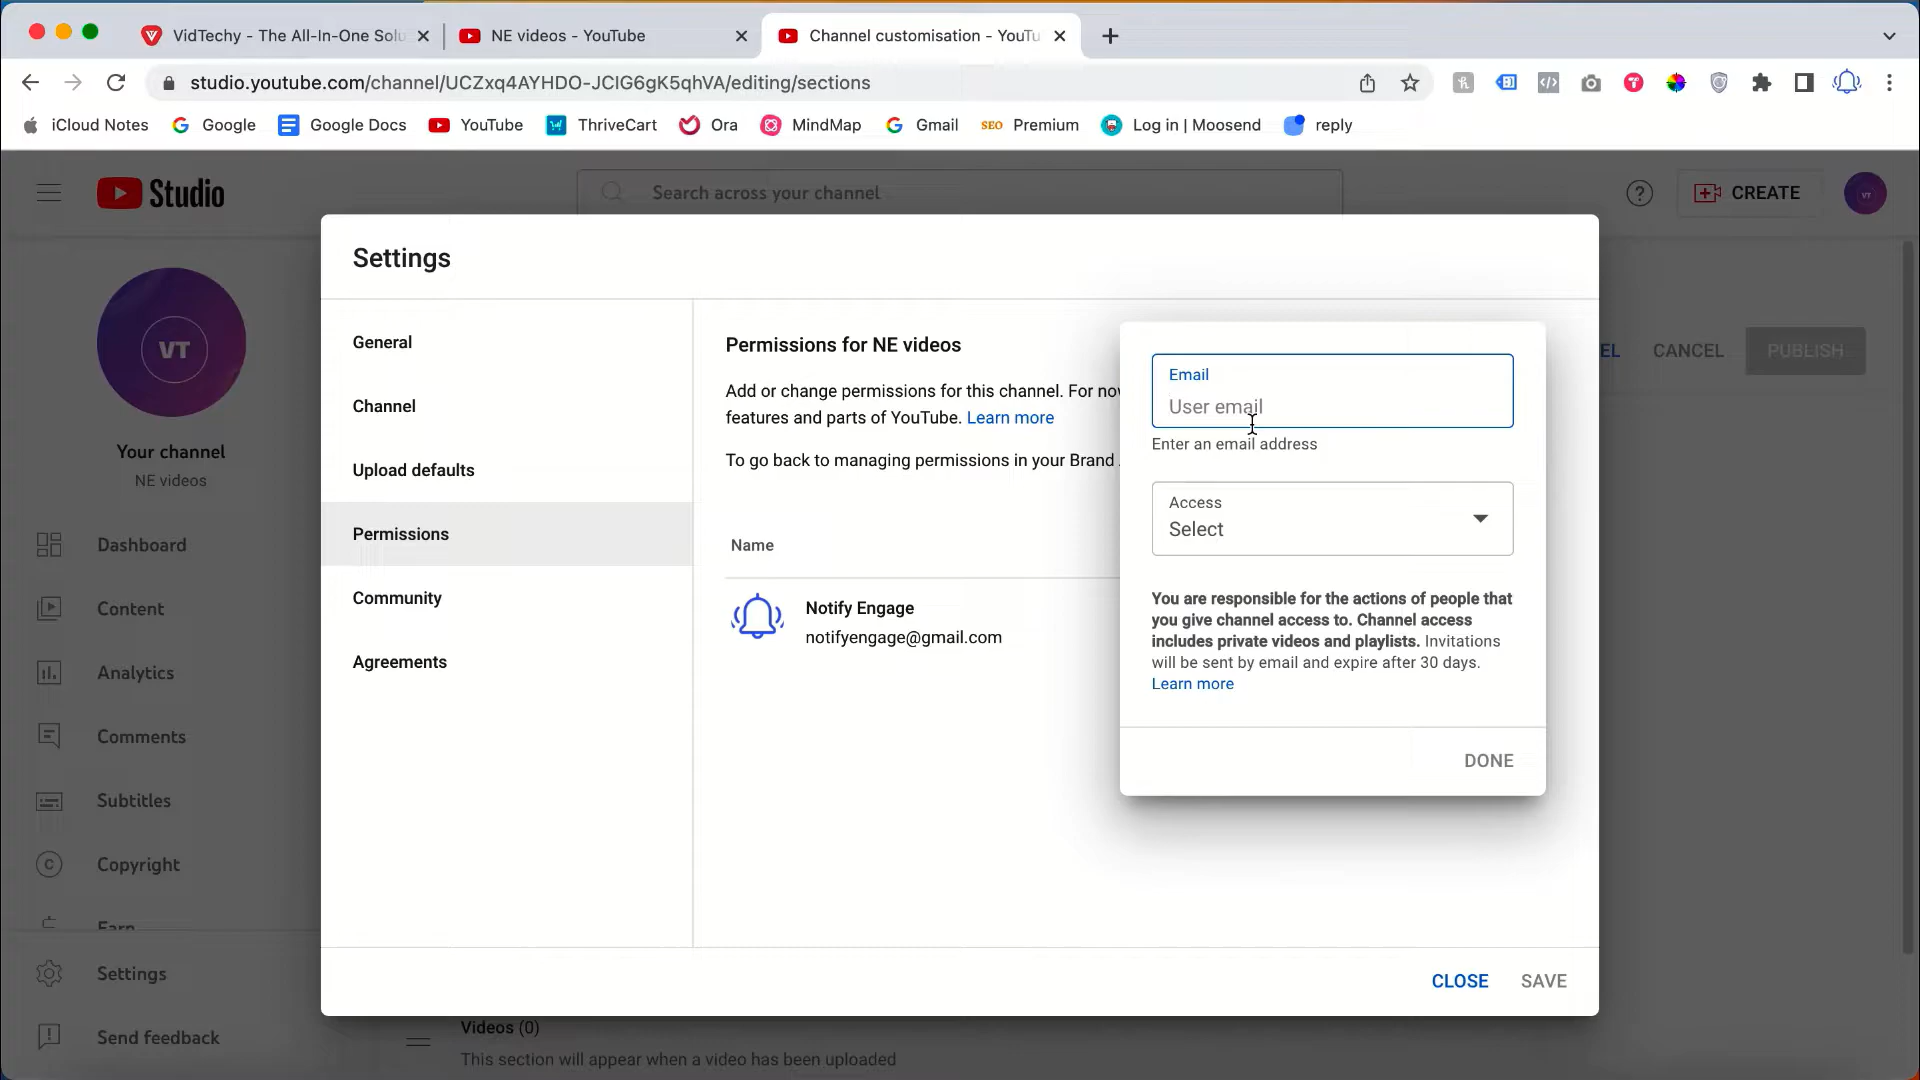 VidTechy - The All-In-One Solu
NE videos - YouTube
Channel customisation - YouTu
studio.youtube.com/channel/UCZxq4AYHDO-JCIG6gK5qhVA/editing/sections
iCloud Notes
Google
Google Docs
YouTube
ThriveCart
Ora
MindMap
Gmail
SEO Premium
Log in | Moosend
reply
Studio
Search across your channel
CREATE
VT
Settings
VT
Your channel
NE videos
Dashboard
Content
Analytics
Comments
Subtitles
Copyright
Earn
Settings
Send feedback
General
Channel
Upload defaults
Permissions
Community
Agreements
Permissions for NE videos
Add or change permissions for this channel. For nov
features and parts of YouTube. Learn more
To go back to managing permissions in your Brand
Name
Notify Engage
notifyengage@gmail.com
Email
User email
Enter an email address
Access
Select
You are responsible for the actions of people that
you give channel access to. Channel access
includes private videos and playlists. Invitations
will be sent by email and expire after 30 days.
Learn more
DONE
EL
CANCEL
PUBLISH
CLOSE
SAVE
Videos (0)
This section will appear when a video has been uploaded